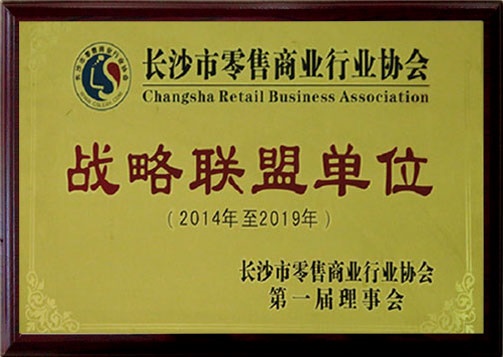 长沙市零售商业行业协会
Changsha Retail Business Association
战略联盟单位
(2014年至2019年)
长沙市零售商业行业协会
第一届理事会